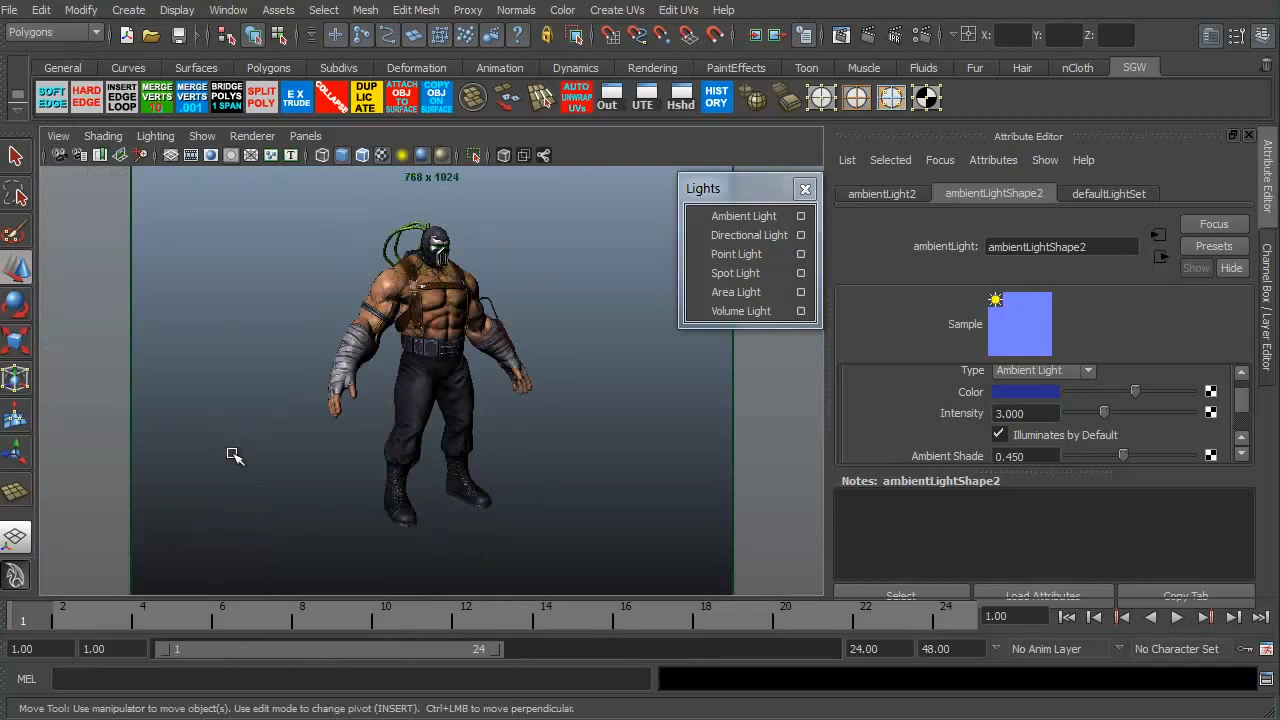 File Edit Modify Create Display Window Assets Select Mesh Edit Mesh Proxy Normals Color Create UVs Edit UVs Help
Polygons X: Y: Z:
General Curves Surfaces Polygons Subdivs Deformation Animation Dynamics Rendering PaintEffects Toon Muscle Fluids Fur Hair nCloth SGW
SOFT EDGE HARD EDGE INSERT EDGE LOOP MERGE VERTS 10 MERGE VERTS .001 BRIDGE POLYS 1 SPAN SPLIT POLY EX TRUDE COLLAPSE DUP LIC ATE ATTACH OBJ TO SURFACE COPY OBJ TO SURFACE AUTO UNWRAP UVs Out UTE Hshd HIST ORY
View Shading Lighting Show Renderer Panels
768 x 1024
Lights
Ambient Light
Directional Light
Point Light
Spot Light
Area Light
Volume Light
Attribute Editor
List Selected Focus Attributes Show Help
ambientLight2 ambientLightShape2 defaultLightSet
ambientLight: ambientLightShape2
Focus
Presets
Show Hide
Sample
Type Ambient Light
Color
Intensity 3.000
Illuminates by Default
Ambient Shade 0.450
Notes: ambientLightShape2
Select Load Attributes Copy Tab
Attribute Editor
Channel Box / Layer Editor
1 2 4 6 8 10 12 14 16 18 20 22 24 1.00
1.00 1.00 1 24 24.00 48.00 No Anim Layer No Character Set
MEL
Move Tool: Use manipulator to move object(s). Use edit mode to change pivot (INSERT). Ctrl+LMB to move perpendicular.